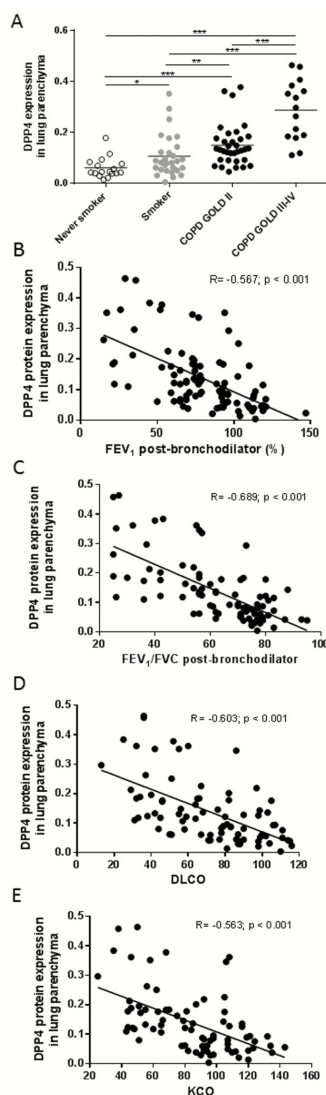 A
DPP4 expression
in lung parenchyma
0.6
0.4
0.2
0.0
***
***
***
**
***
*
Never smoker
Smoker
COPD GOLD II
COPD GOLD III-IV
B
DPP4 protein expression
in lung parenchyma
0.5
0.4
0.3
0.2
0.1
0.0
R= -0.567; p < 0.001
0
50
100
150
FEV1 post-bronchodilator (%)
C
DPP4 protein expression
in lung parenchyma
0.5
0.4
0.3
0.2
0.1
0.0
R= -0.689; p < 0.001
20
40
60
80
100
FEV1/FVC post-bronchodilator
D
DPP4 protein expression
in lung parenchyma
0.5
0.4
0.3
0.2
0.1
0.0
R= -0.603; p < 0.001
0
20
40
60
80
100
120
DLCO
E
DPP4 protein expression
in lung parenchyma
0.5
0.4
0.3
0.2
0.1
0.0
R= -0.563; p < 0.001
20
40
60
80
100
120
140
160
KCO